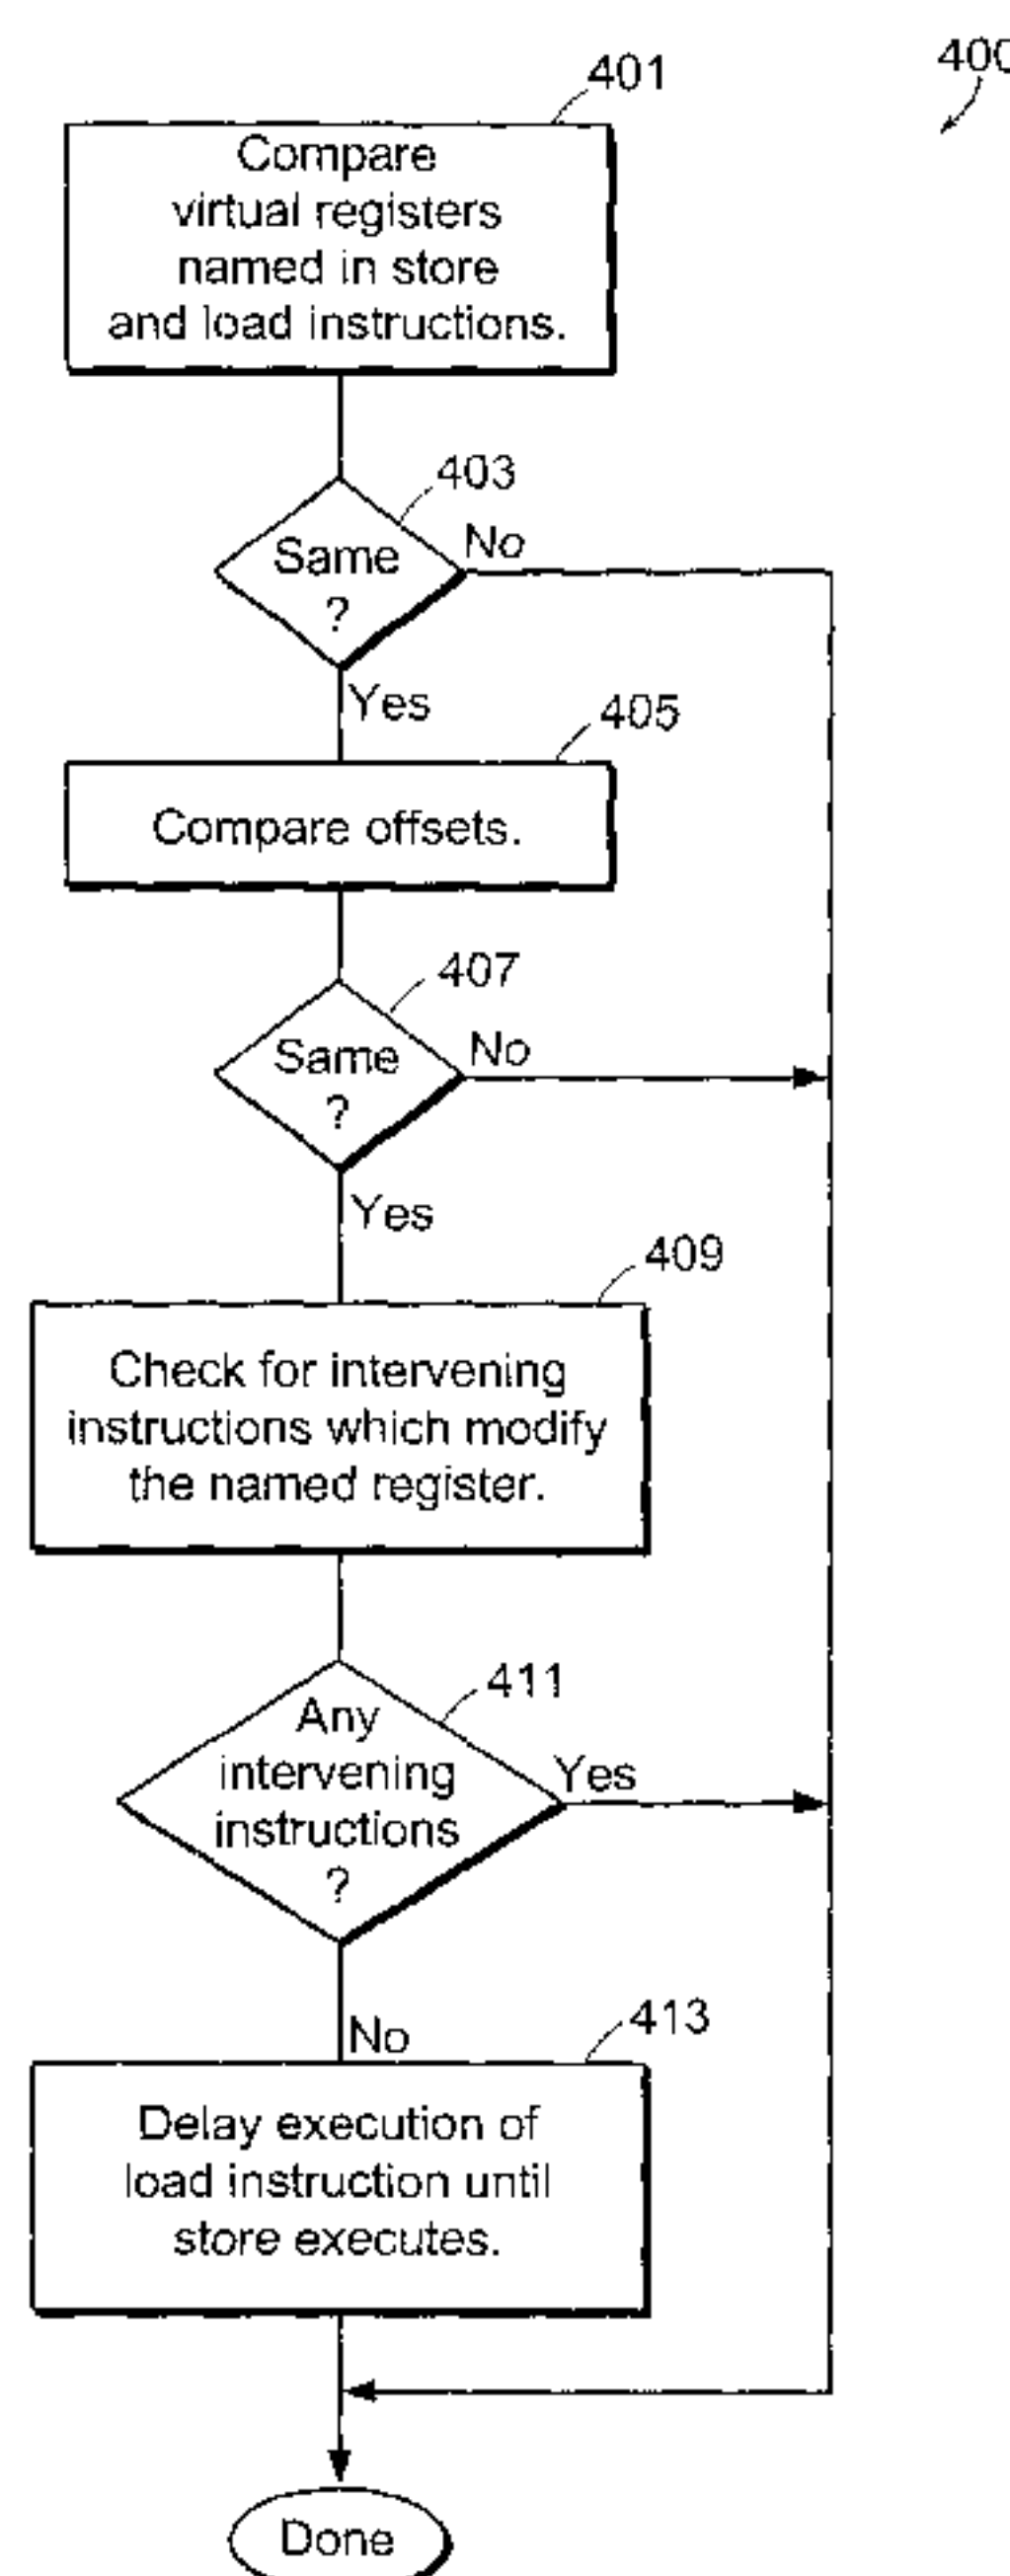 400
401
Compare
virtual registers
named in store
and load instructions.
403
Same
?
No
Yes
405
Compare offsets.
407
Same
?
No
Yes
409
Check for intervening
instructions which modify
the named register.
411
Any
intervening
instructions
?
Yes
No
413
Delay execution of
load instruction until
store executes.
Done